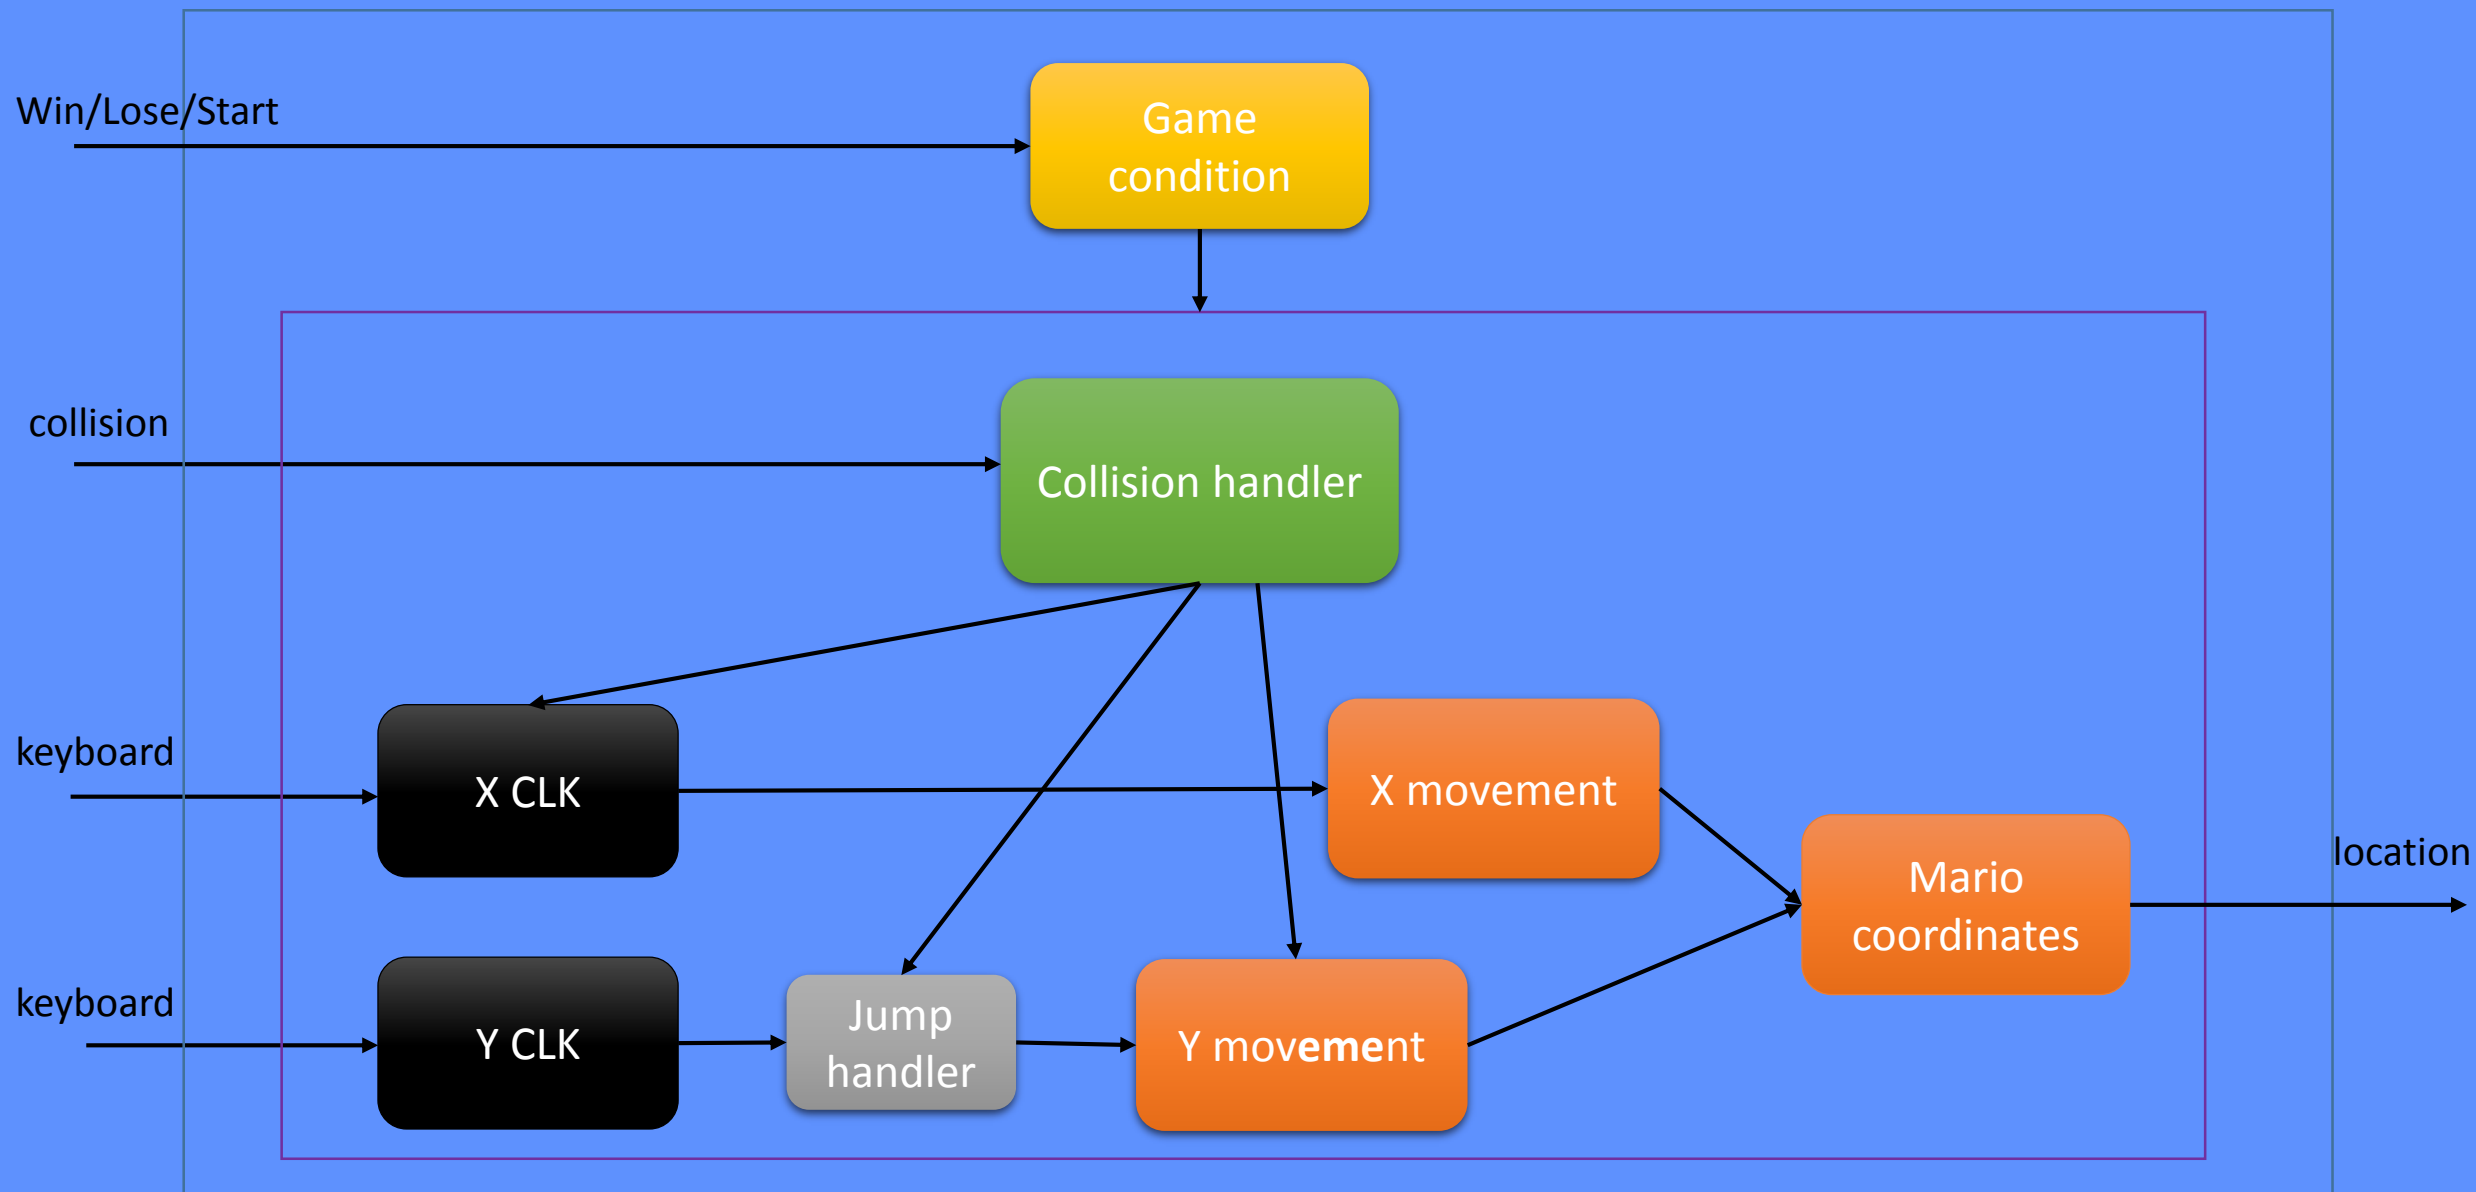 Win/Lose/Start
Game
condition
collision
Collision handler
keyboard
X CLK
X movement
Mario
coordinates
location
keyboard
Y CLK
Jump
handler
Y movement